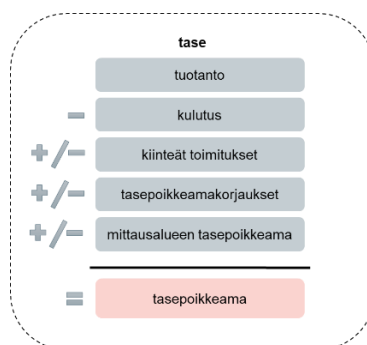 tase
tuotanto
− kulutus
+/− kiinteät toimitukset
+/− tasepoikkeamakorjaukset
+/− mittausalueen tasepoikkeama
= tasepoikkeama